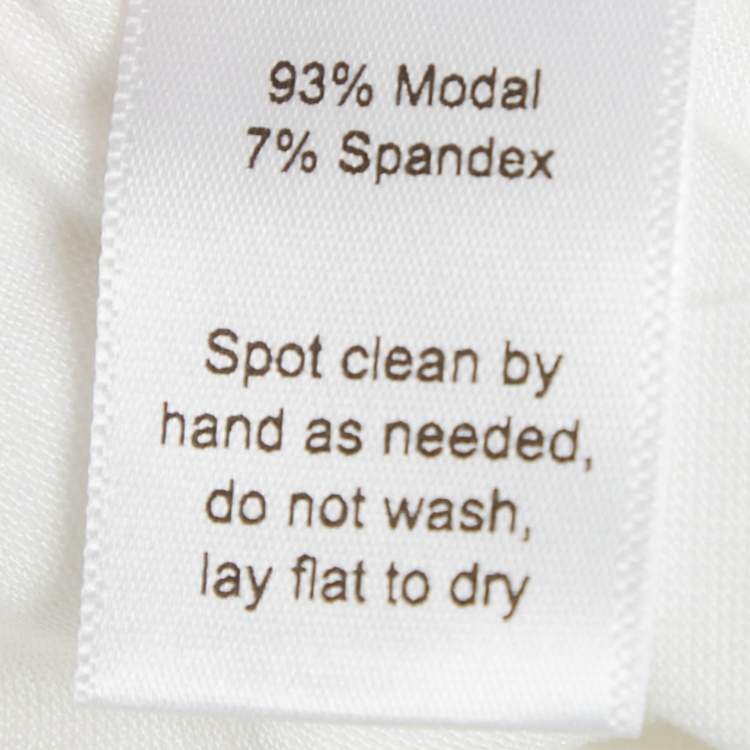 93% Modal
7% Spandex
Spot clean by
hand as needed,
do not wash,
lay flat to dry